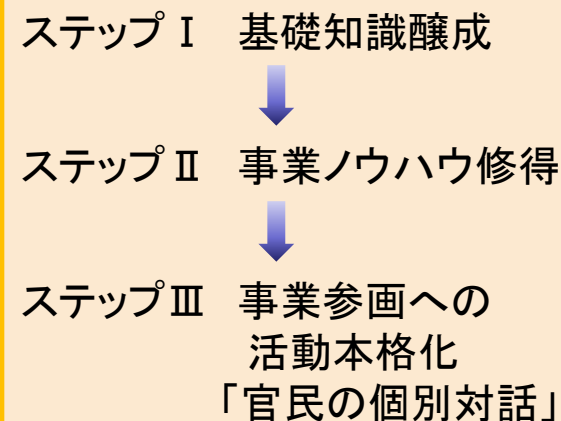 ステップⅠ 基礎知識醸成
ステップⅡ 事業ノウハウ修得
ステップⅢ 事業参画への
活動本格化
「官民の個別対話」